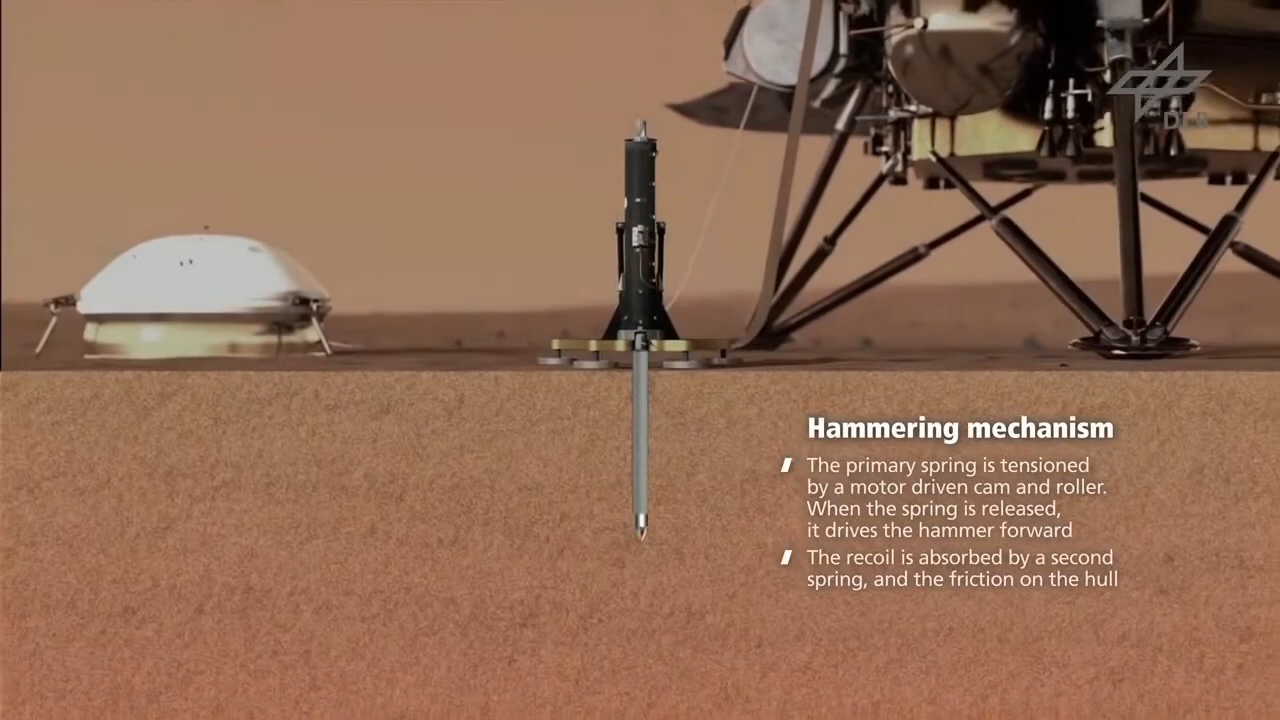 DLR
Hammering mechanism
The primary spring is tensioned
by a motor driven cam and roller.
When the spring is released,
it drives the hammer forward
The recoil is absorbed by a second
spring, and the friction on the hull